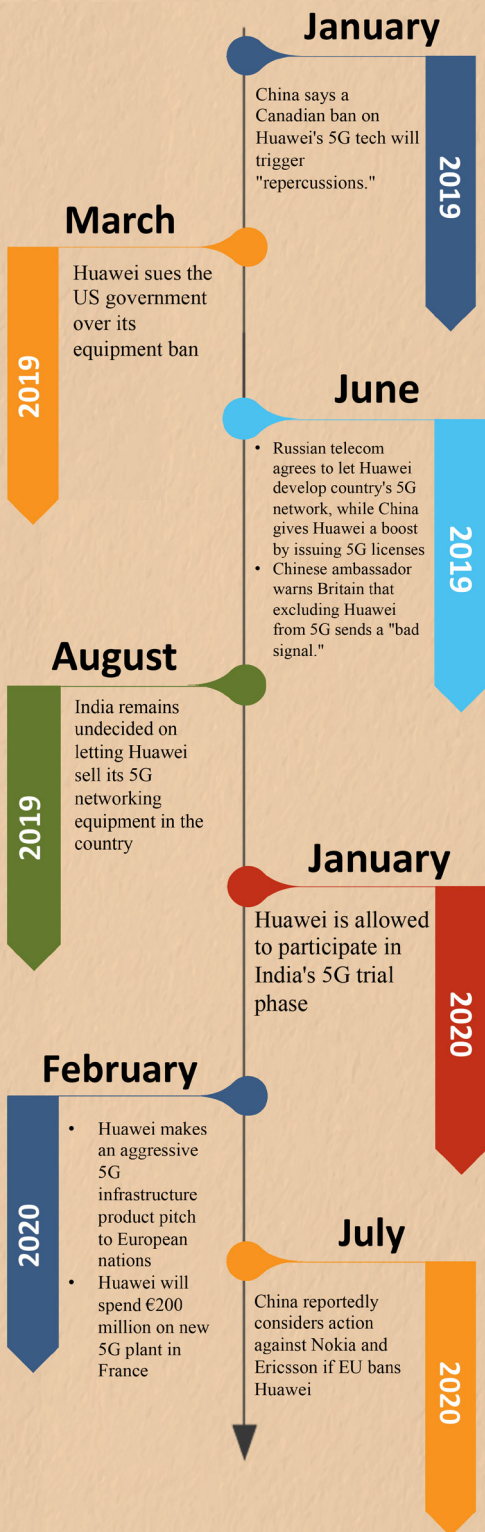 January
China says a
Canadian ban on
Huawei's 5G tech will
trigger
"repercussions."
2019
March
Huawei sues the
US government
over its
equipment ban
2019
June
• Russian telecom
agrees to let Huawei
develop country's 5G
network, while China
gives Huawei a boost
by issuing 5G licenses
• Chinese ambassador
warns Britain that
excluding Huawei
from 5G sends a "bad
signal."
2019
August
India remains
undecided on
letting Huawei
sell its 5G
networking
equipment in the
country
2019
January
Huawei is allowed
to participate in
India's 5G trial
phase
2020
February
• Huawei makes
an aggressive
5G
infrastructure
product pitch
to European
nations
• Huawei will
spend €200
million on new
5G plant in
France
2020
July
China reportedly
considers action
against Nokia and
Ericsson if EU bans
Huawei
2020